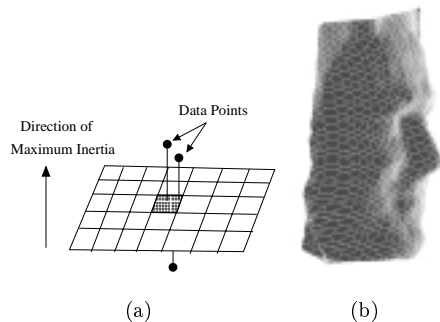 Data Points
Direction of
Maximum Inertia
(a)
(b)